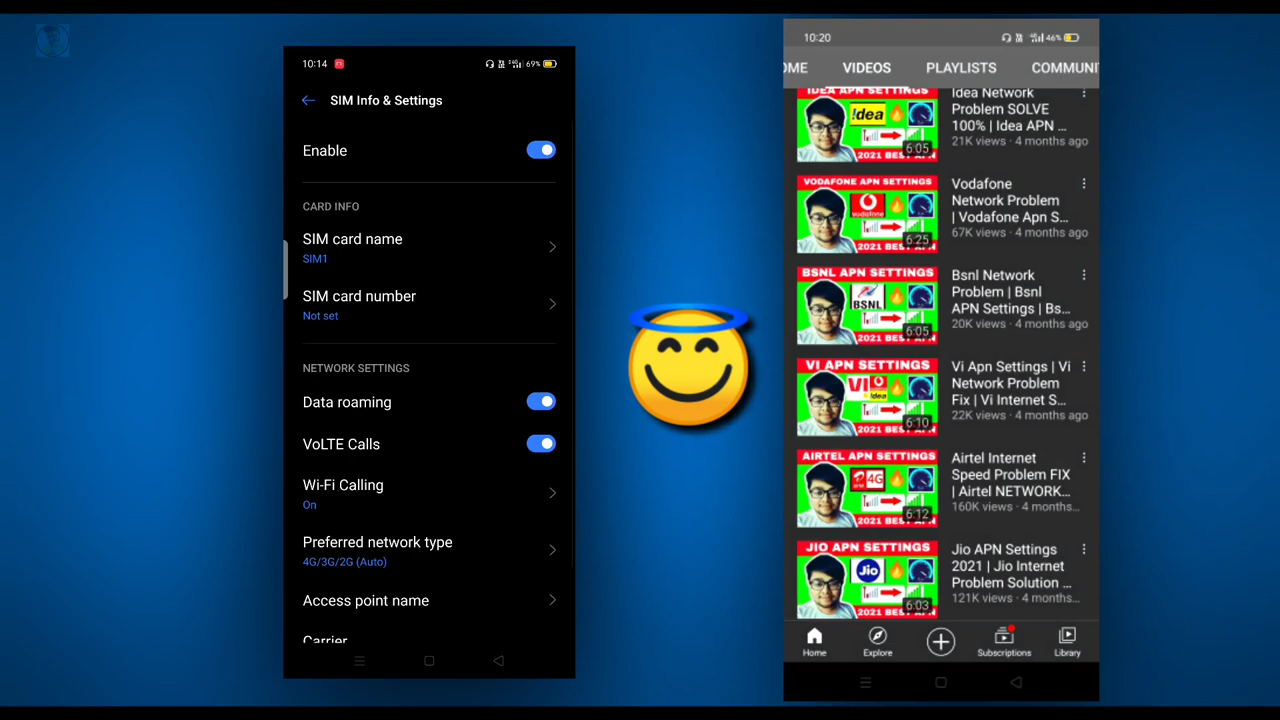 10:14
69%
SIM Info & Settings
Enable
CARD INFO
SIM card name
SIM1
SIM card number
Not set
NETWORK SETTINGS
Data roaming
VoLTE Calls
Wi-Fi Calling
On
Preferred network type
4G/3G/2G (Auto)
Access point name
Carrier
10:20
46%
OME VIDEOS PLAYLISTS COMMUNI
IDEA APN SETTINGS
!dea
6:05
2021 BEST APN
Idea Network
Problem SOLVE
100% | Idea APN ...
21K views · 4 months ago
VODAFONE APN SETTINGS
vodafone
6:25
2021 BEST APN
Vodafone
Network Problem
| Vodafone Apn S...
67K views · 4 months ago
BSNL APN SETTINGS
BSNL
6:05
2021 BEST APN
Bsnl Network
Problem | Bsnl
APN Settings | Bs...
20K views · 4 months ago
VI APN SETTINGS
VI
!dea
6:10
2021 BEST APN
Vi Apn Settings | Vi
Network Problem
Fix | Vi Internet S...
22K views · 4 months ago
AIRTEL APN SETTINGS
4G
6:12
2021 BEST APN
Airtel Internet
Speed Problem FIX
| Airtel NETWORK...
160K views · 4 months...
JIO APN SETTINGS
Jio
6:03
Jio APN Settings
2021 | Jio Internet
Problem Solution ...
121K views · 4 months...
Home Explore Subscriptions Library